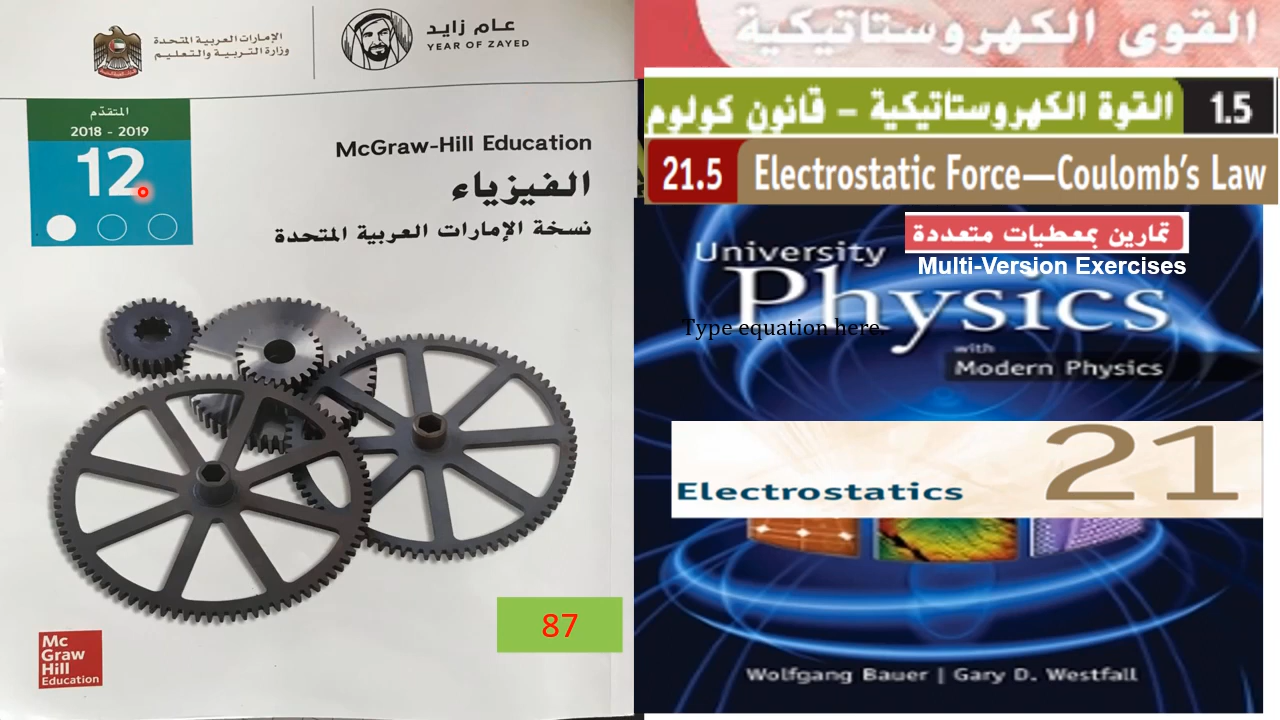 الإمارات العربية المتحدة
وزارة التربية والتعليم
عام زايد
YEAR OF ZAYED
المتقدّم
2018 - 2019
12
McGraw-Hill Education
الفيزياء
نسخة الإمارات العربية المتحدة
87
Mc
Graw
Hill
Education
القوى الكهروستاتيكية
1.5 القوة الكهروستاتيكية – قانون كولوم
21.5 Electrostatic Force—Coulomb's Law
تمارين بمعطيات متعددة
Multi-Version Exercises
University
Physics
Type equation here.
with
Modern Physics
21
Electrostatics
Wolfgang Bauer | Gary D. Westfall